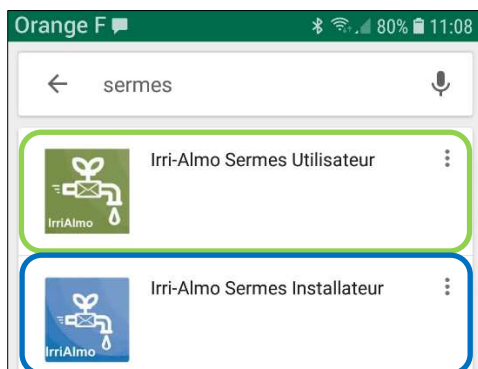 Orange F 80% 11:08
sermes
Irri-Almo Sermes Utilisateur
IrriAlmo
Irri-Almo Sermes Installateur
IrriAlmo